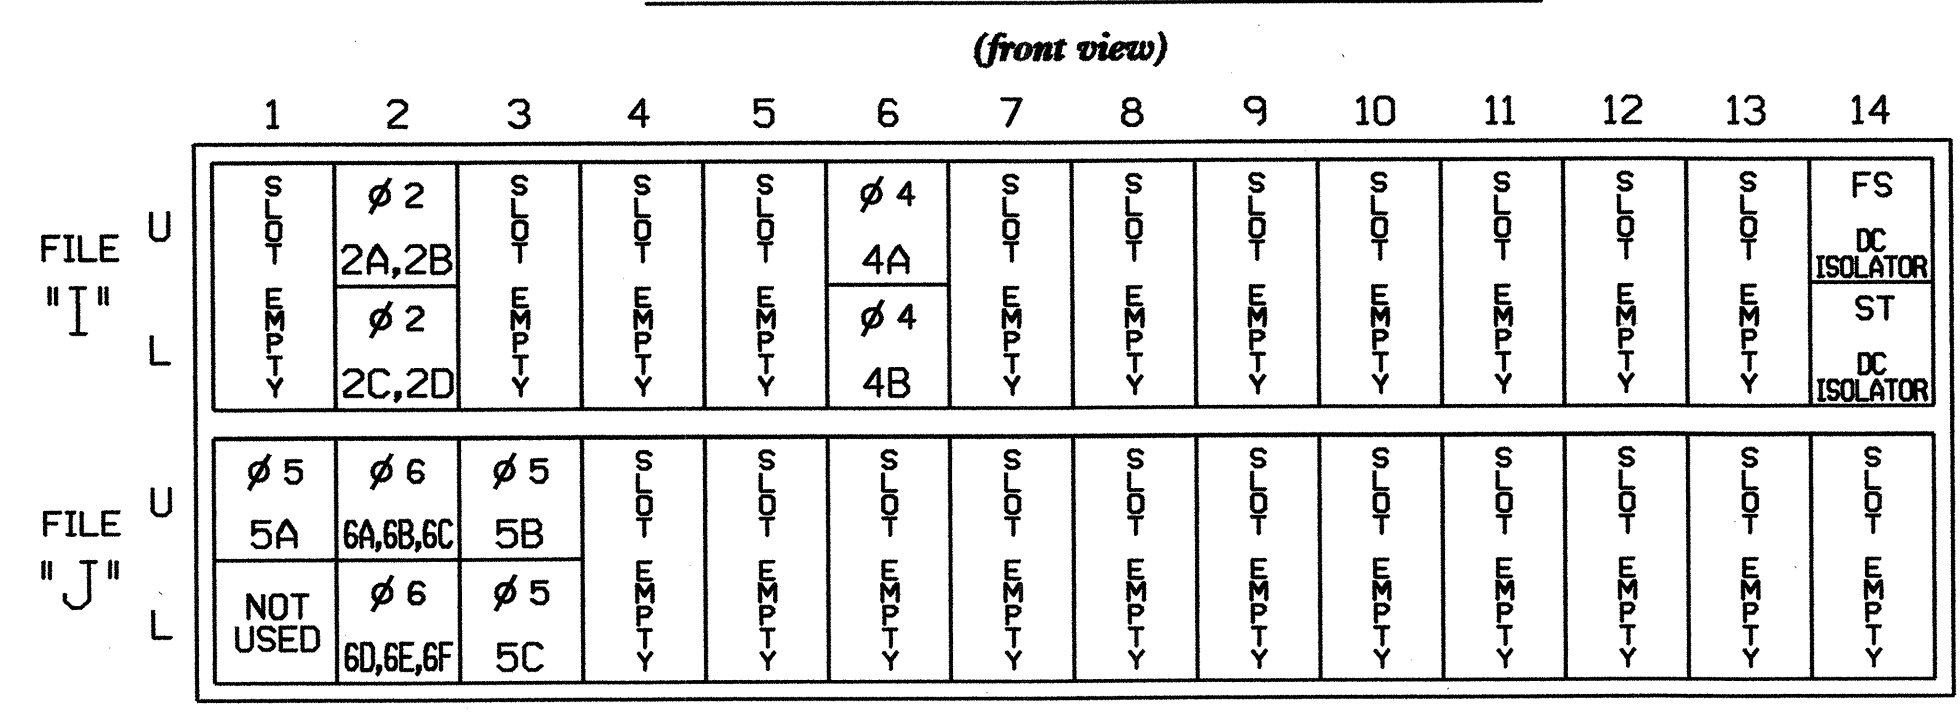 (front view)
1 2 3 4 5 6 7 8 9 10 11 12 13 14
FILE "I"
U
L
SLOT EMPTY
ø 2
2A,2B
ø 2
2C,2D
SLOT EMPTY
SLOT EMPTY
SLOT EMPTY
ø 4
4A
ø 4
4B
SLOT EMPTY
SLOT EMPTY
SLOT EMPTY
SLOT EMPTY
SLOT EMPTY
SLOT EMPTY
SLOT EMPTY
FS
DC
ISOLATOR
ST
DC
ISOLATOR
FILE "J"
U
L
ø 5
5A
NOT
USED
ø 6
6A,6B,6C
ø 6
6D,6E,6F
ø 5
5B
ø 5
5C
SLOT EMPTY
SLOT EMPTY
SLOT EMPTY
SLOT EMPTY
SLOT EMPTY
SLOT EMPTY
SLOT EMPTY
SLOT EMPTY
SLOT EMPTY
SLOT EMPTY
SLOT EMPTY